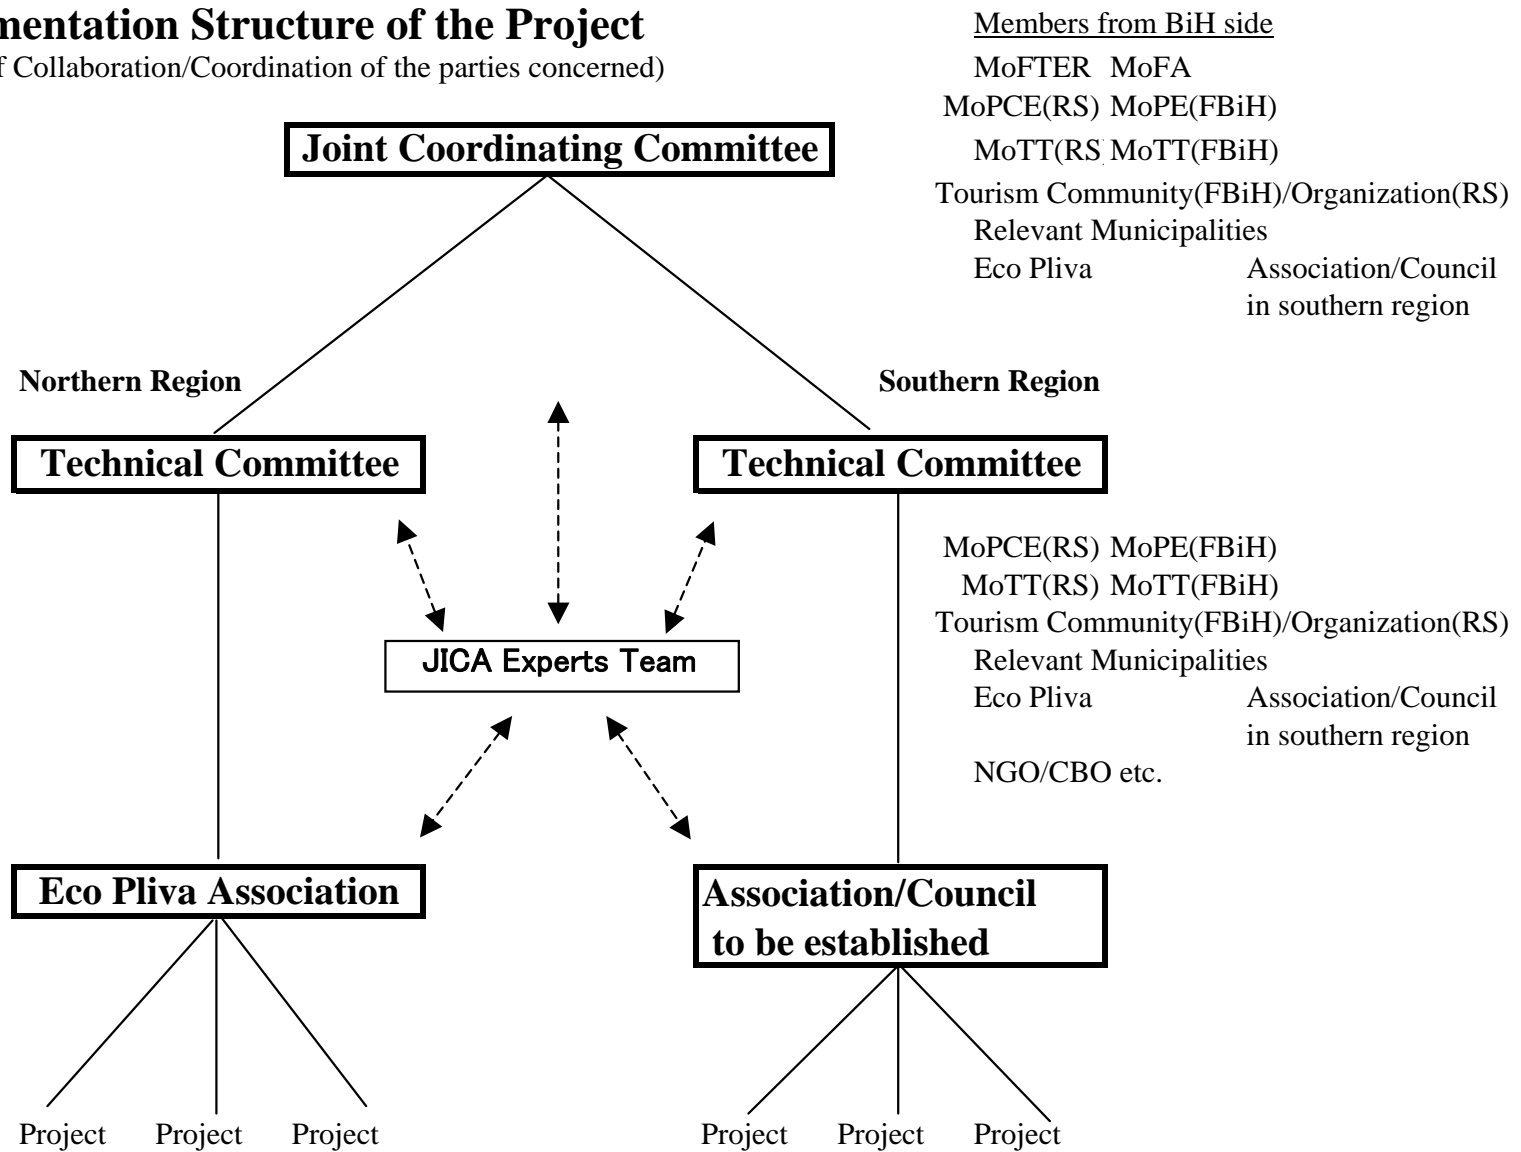 mentation Structure of the Project
f Collaboration/Coordination of the parties concerned)
Members from BiH side
MoFTER MoFA
MoPCE(RS) MoPE(FBiH)
MoTT(RS) MoTT(FBiH)
Tourism Community(FBiH)/Organization(RS)
Relevant Municipalities
Eco Pliva Association/Council
in southern region
Joint Coordinating Committee
Northern Region
Southern Region
Technical Committee
Technical Committee
MoPCE(RS) MoPE(FBiH)
MoTT(RS) MoTT(FBiH)
Tourism Community(FBiH)/Organization(RS)
Relevant Municipalities
Eco Pliva Association/Council
in southern region
NGO/CBO etc.
JICA Experts Team
Eco Pliva Association
Association/Council
to be established
Project Project Project
Project Project Project